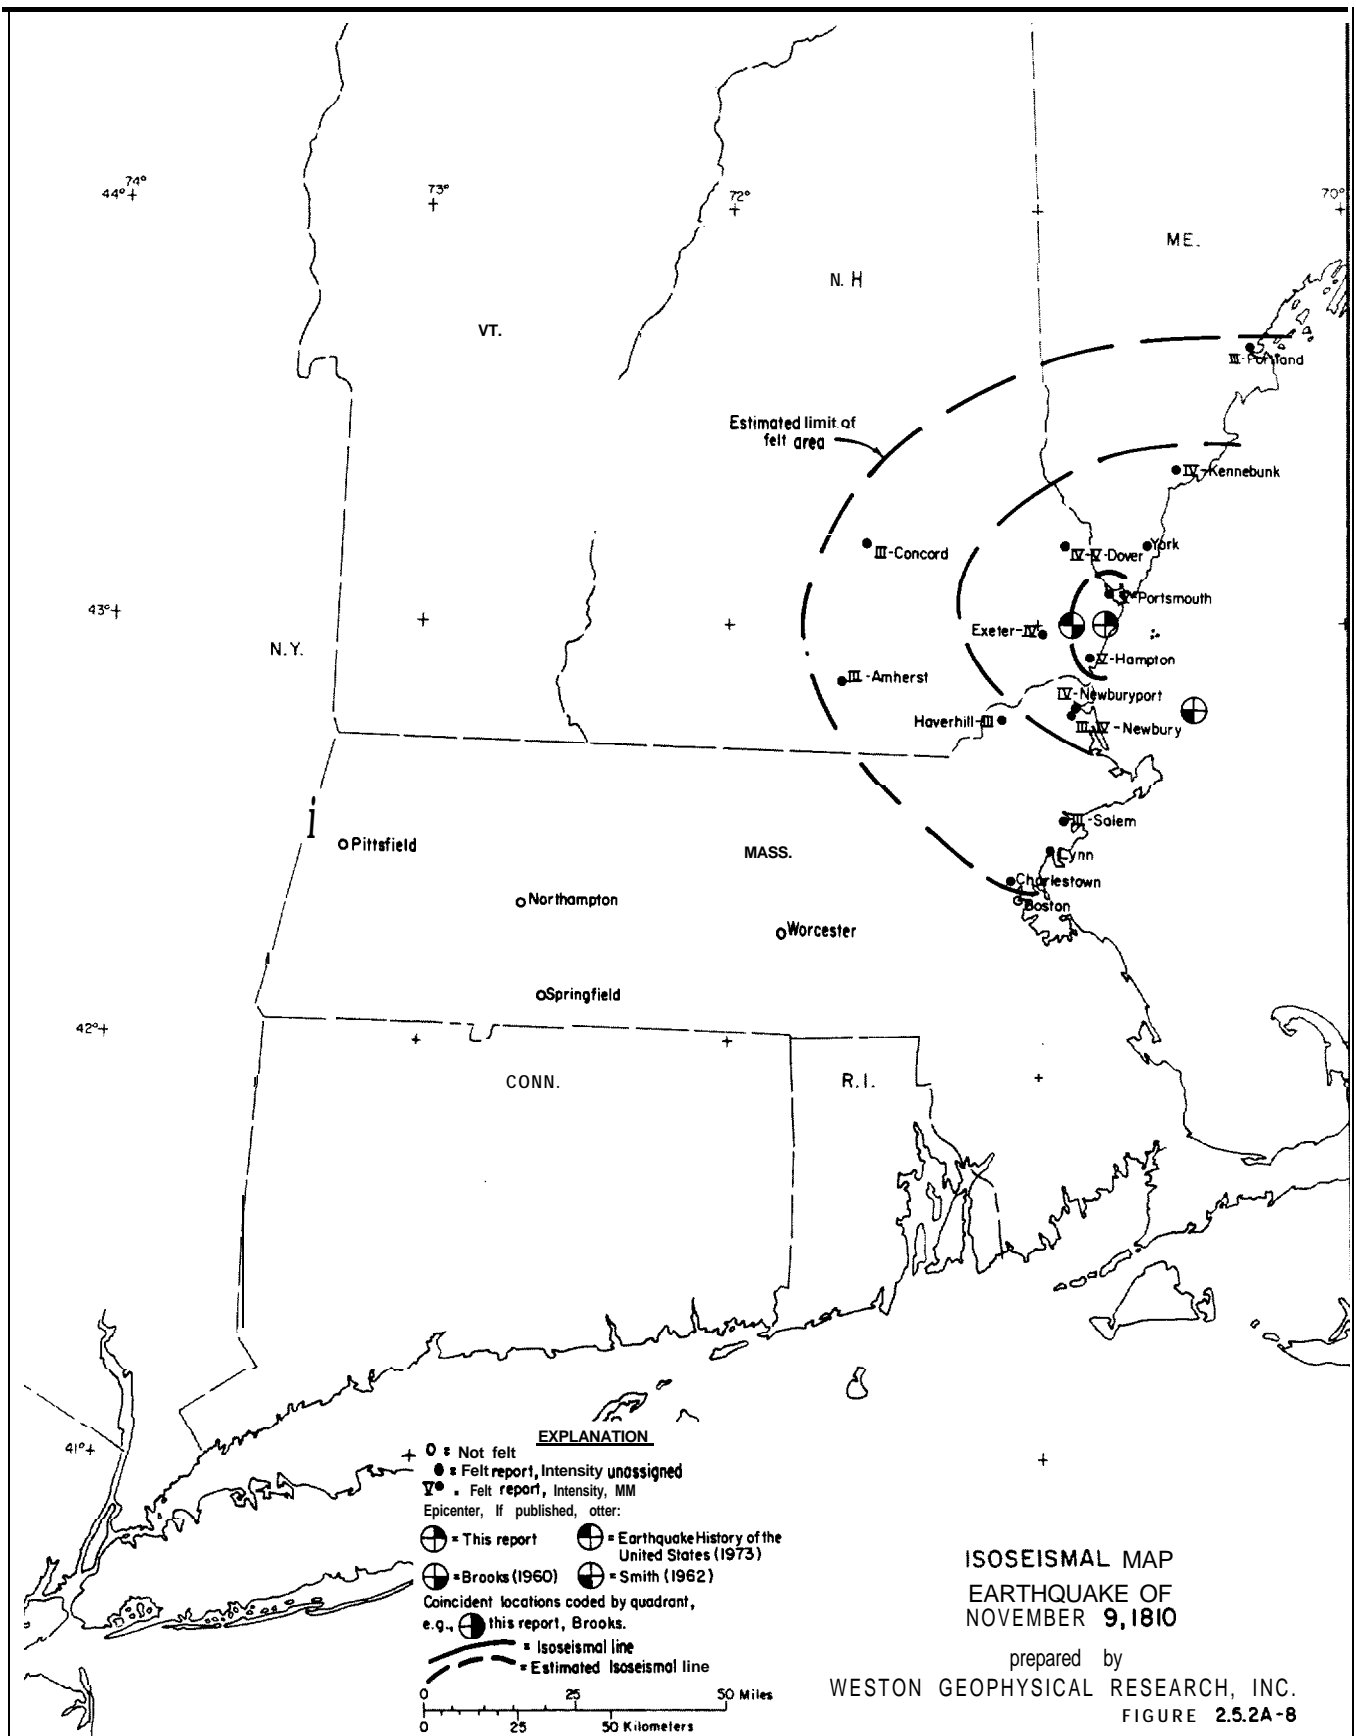 74°
44°
73°
72°
70°
ME.
N. H
VT.
III-Portland
Estimated limit of
felt area
IV-Kennebunk
III-Concord
IV-V-Dover
York
43°
V-Portsmouth
Exeter-IV
N.Y.
V-Hampton
III-Amherst
IV-Newburyport
Haverhill-III
III-IV-Newbury
III-Salem
Pittsfield
MASS.
Lynn
Charlestown
Northampton
Boston
Worcester
Springfield
42°
CONN.
R.I.
41°
EXPLANATION
O = Not felt
● = Felt report, Intensity unassigned
V● . Felt report, Intensity, MM
Epicenter, If published, otter:
= This report
= Earthquake History of the
United States (1973)
= Brooks (1960)
= Smith (1962)
Coincident locations coded by quadrant,
e.g., this report, Brooks.
= Isoseismal line
= Estimated Isoseismal line
0 25 50 Miles
0 25 50 Kilometers
ISOSEISMAL MAP
EARTHQUAKE OF
NOVEMBER 9, 1810
prepared by
WESTON GEOPHYSICAL RESEARCH, INC.
FIGURE 2.5.2A-8